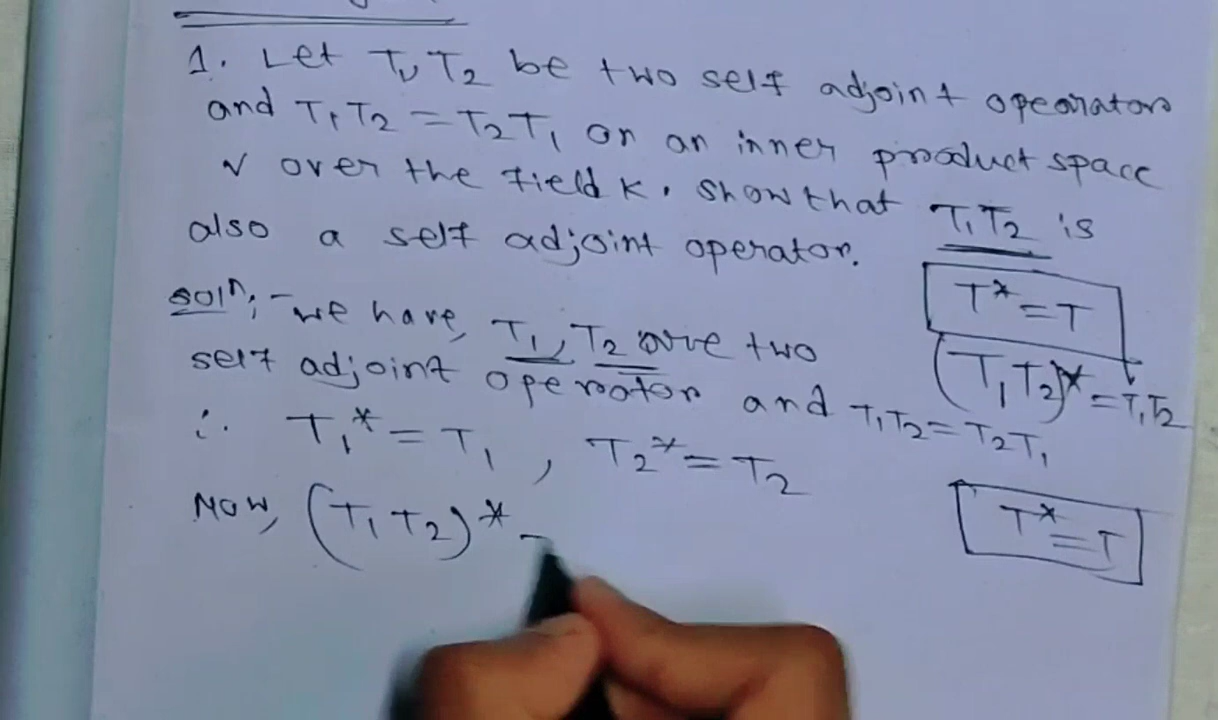 1. Let T1, T2 be two self adjoint operators
and T1T2 = T2T1 on an inner product space
V over the field K. Show that T1T2 is
also a self adjoint operator.
T* = T
Soln:- we have, T1, T2 are two
self adjoint operator and T1T2 = T2T1
(T1T2)* = T1T2
∴ T1* = T1, T2* = T2
Now, (T1T2)* =
T* = T